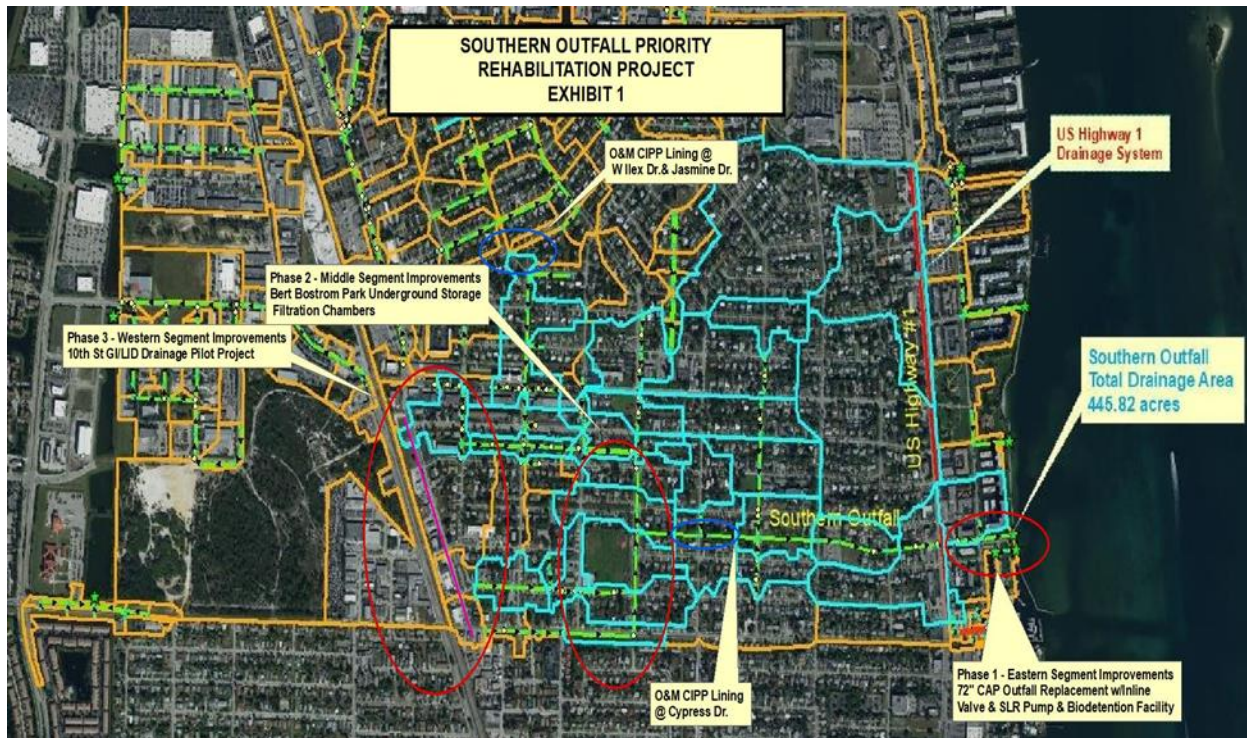 SOUTHERN OUTFALL PRIORITY
REHABILITATION PROJECT
EXHIBIT 1
O&M CIPP Lining @
W Ilex Dr.& Jasmine Dr.
US Highway 1
Drainage System
Phase 2 - Middle Segment Improvements
Bert Bostrom Park Underground Storage
Filtration Chambers
Phase 3 - Western Segment Improvements
10th St GI/LID Drainage Pilot Project
US Highway #1
Southern Outfall
Total Drainage Area
445.82 acres
Southern Outfall
O&M CIPP Lining
@ Cypress Dr.
Phase 1 - Eastern Segment Improvements
72" CAP Outfall Replacement w/Inline
Valve & SLR Pump & Biodetention Facility